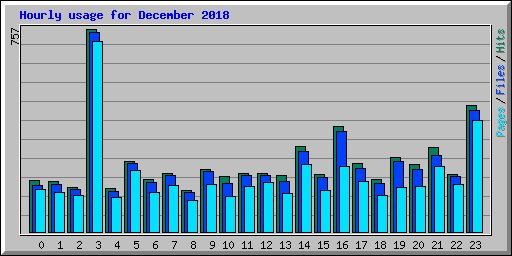 Hourly usage for December 2018
757
Pages/Files/Hits
0 1 2 3 4 5 6 7 8 9 10 11 12 13 14 15 16 17 18 19 20 21 22 23